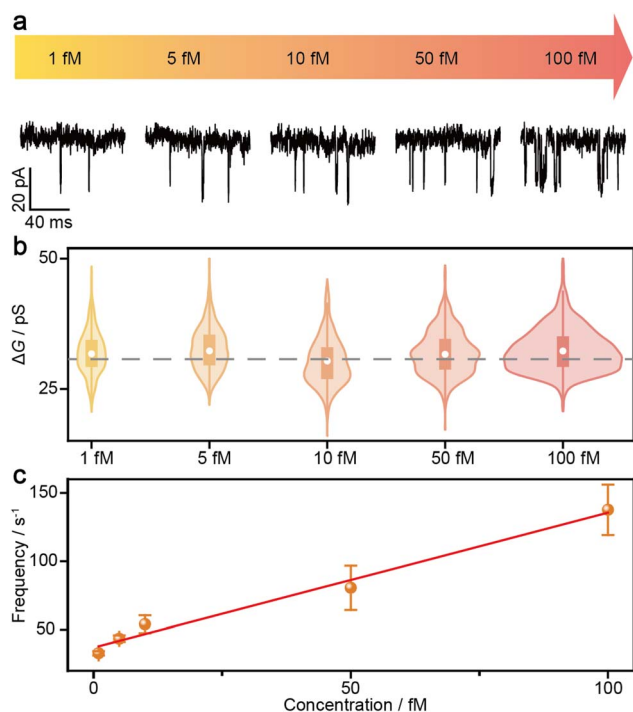 a
1 fM 5 fM 10 fM 50 fM 100 fM
20 pA
40 ms
b
50
25
ΔG / pS
1 fM 5 fM 10 fM 50 fM 100 fM
c
150
100
50
Frequency / s⁻¹
0 50 100
Concentration / fM